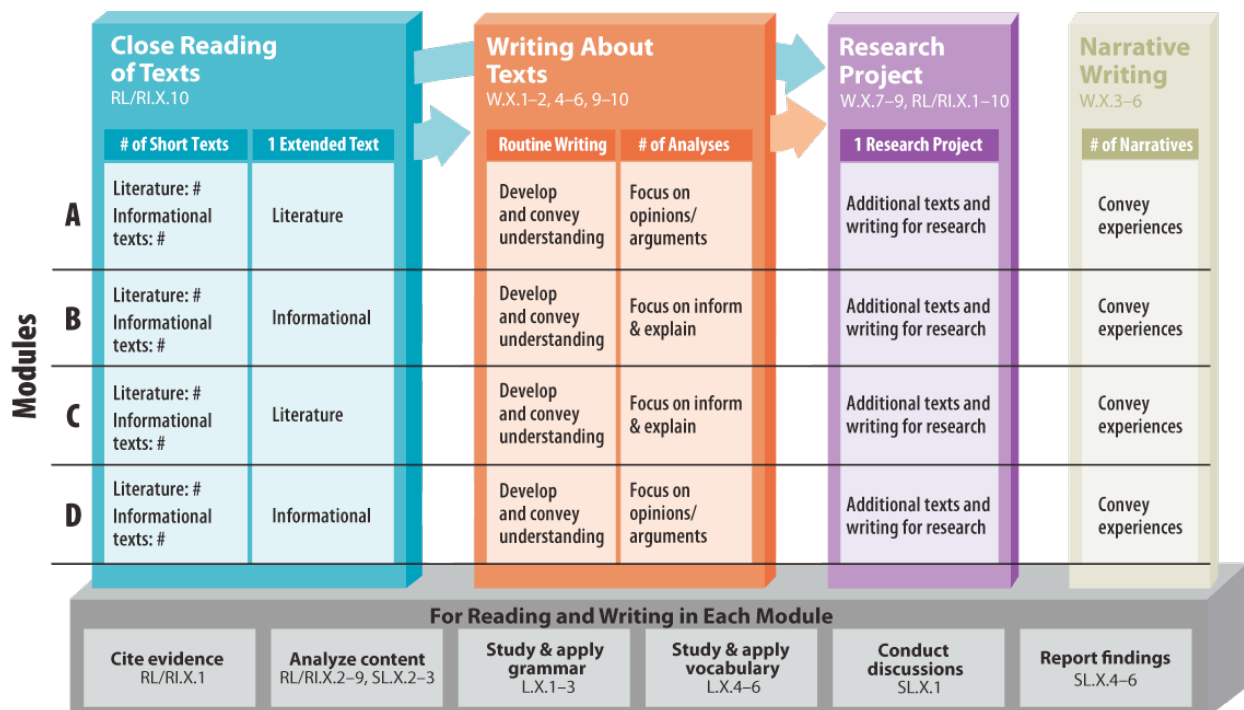 Close Reading
of Texts
RL/RI.X.10
Writing About
Texts
W.X.1–2, 4–6, 9–10
Research
Project
W.X.7–9, RL/RI.X.1–10
Narrative
Writing
W.X.3–6
# of Short Texts
1 Extended Text
Routine Writing
# of Analyses
1 Research Project
# of Narratives
Modules
A
Literature: #
Informational
texts: #
Literature
Develop
and convey
understanding
Focus on
opinions/
arguments
Additional texts and
writing for research
Convey
experiences
B
Literature: #
Informational
texts: #
Informational
Develop
and convey
understanding
Focus on inform
& explain
Additional texts and
writing for research
Convey
experiences
C
Literature: #
Informational
texts: #
Literature
Develop
and convey
understanding
Focus on inform
& explain
Additional texts and
writing for research
Convey
experiences
D
Literature: #
Informational
texts: #
Informational
Develop
and convey
understanding
Focus on
opinions/
arguments
Additional texts and
writing for research
Convey
experiences
For Reading and Writing in Each Module
Cite evidence
RL/RI.X.1
Analyze content
RL/RI.X.2–9, SL.X.2–3
Study & apply
grammar
L.X.1–3
Study & apply
vocabulary
L.X.4–6
Conduct
discussions
SL.X.1
Report findings
SL.X.4–6